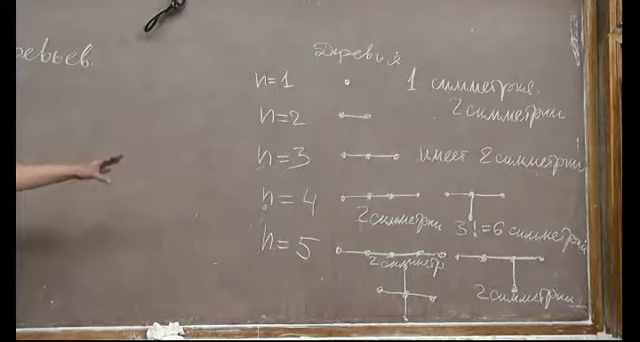 ревьев.
Деревья
n=1 1 симметрия,
n=2 2 симметрии
n=3 имеет 2 симметрии
n=4
2 симметрии 3!=6 симметрий
n=5
2 симметр
2 симметрии